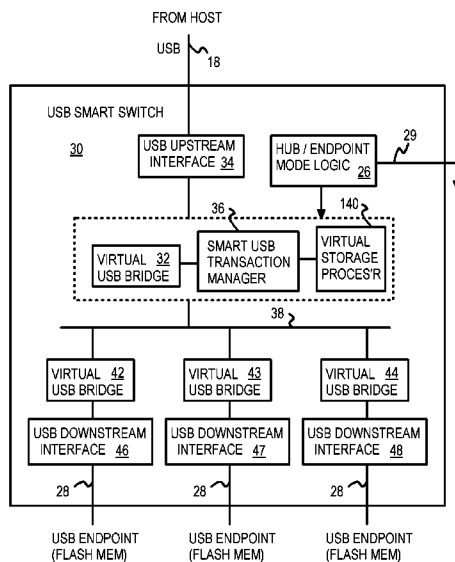 FROM HOST
USB
18
USB SMART SWITCH
30
USB UPSTREAM
INTERFACE 34
HUB / ENDPOINT
MODE LOGIC
26
29
36
140
VIRTUAL 32
USB BRIDGE
SMART USB
TRANSACTION
MANAGER
VIRTUAL
STORAGE
PROCES'R
38
VIRTUAL 42
USB BRIDGE
VIRTUAL 43
USB BRIDGE
VIRTUAL 44
USB BRIDGE
USB DOWNSTREAM
INTERFACE 46
USB DOWNSTREAM
INTERFACE 47
USB DOWNSTREAM
INTERFACE 48
28
28
28
USB ENDPOINT
(FLASH MEM)
USB ENDPOINT
(FLASH MEM)
USB ENDPOINT
(FLASH MEM)